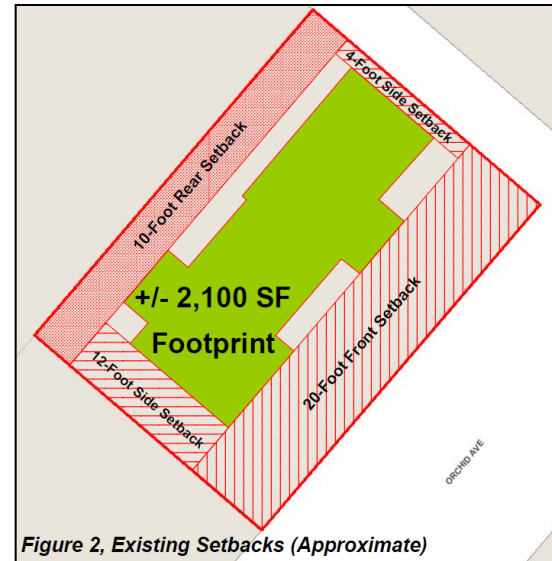 4-Foot Side Setback
10-Foot Rear Setback
+/- 2,100 SF
Footprint
12-Foot Side Setback
20-Foot Front Setback
ORCHID AVE
Figure 2, Existing Setbacks (Approximate)